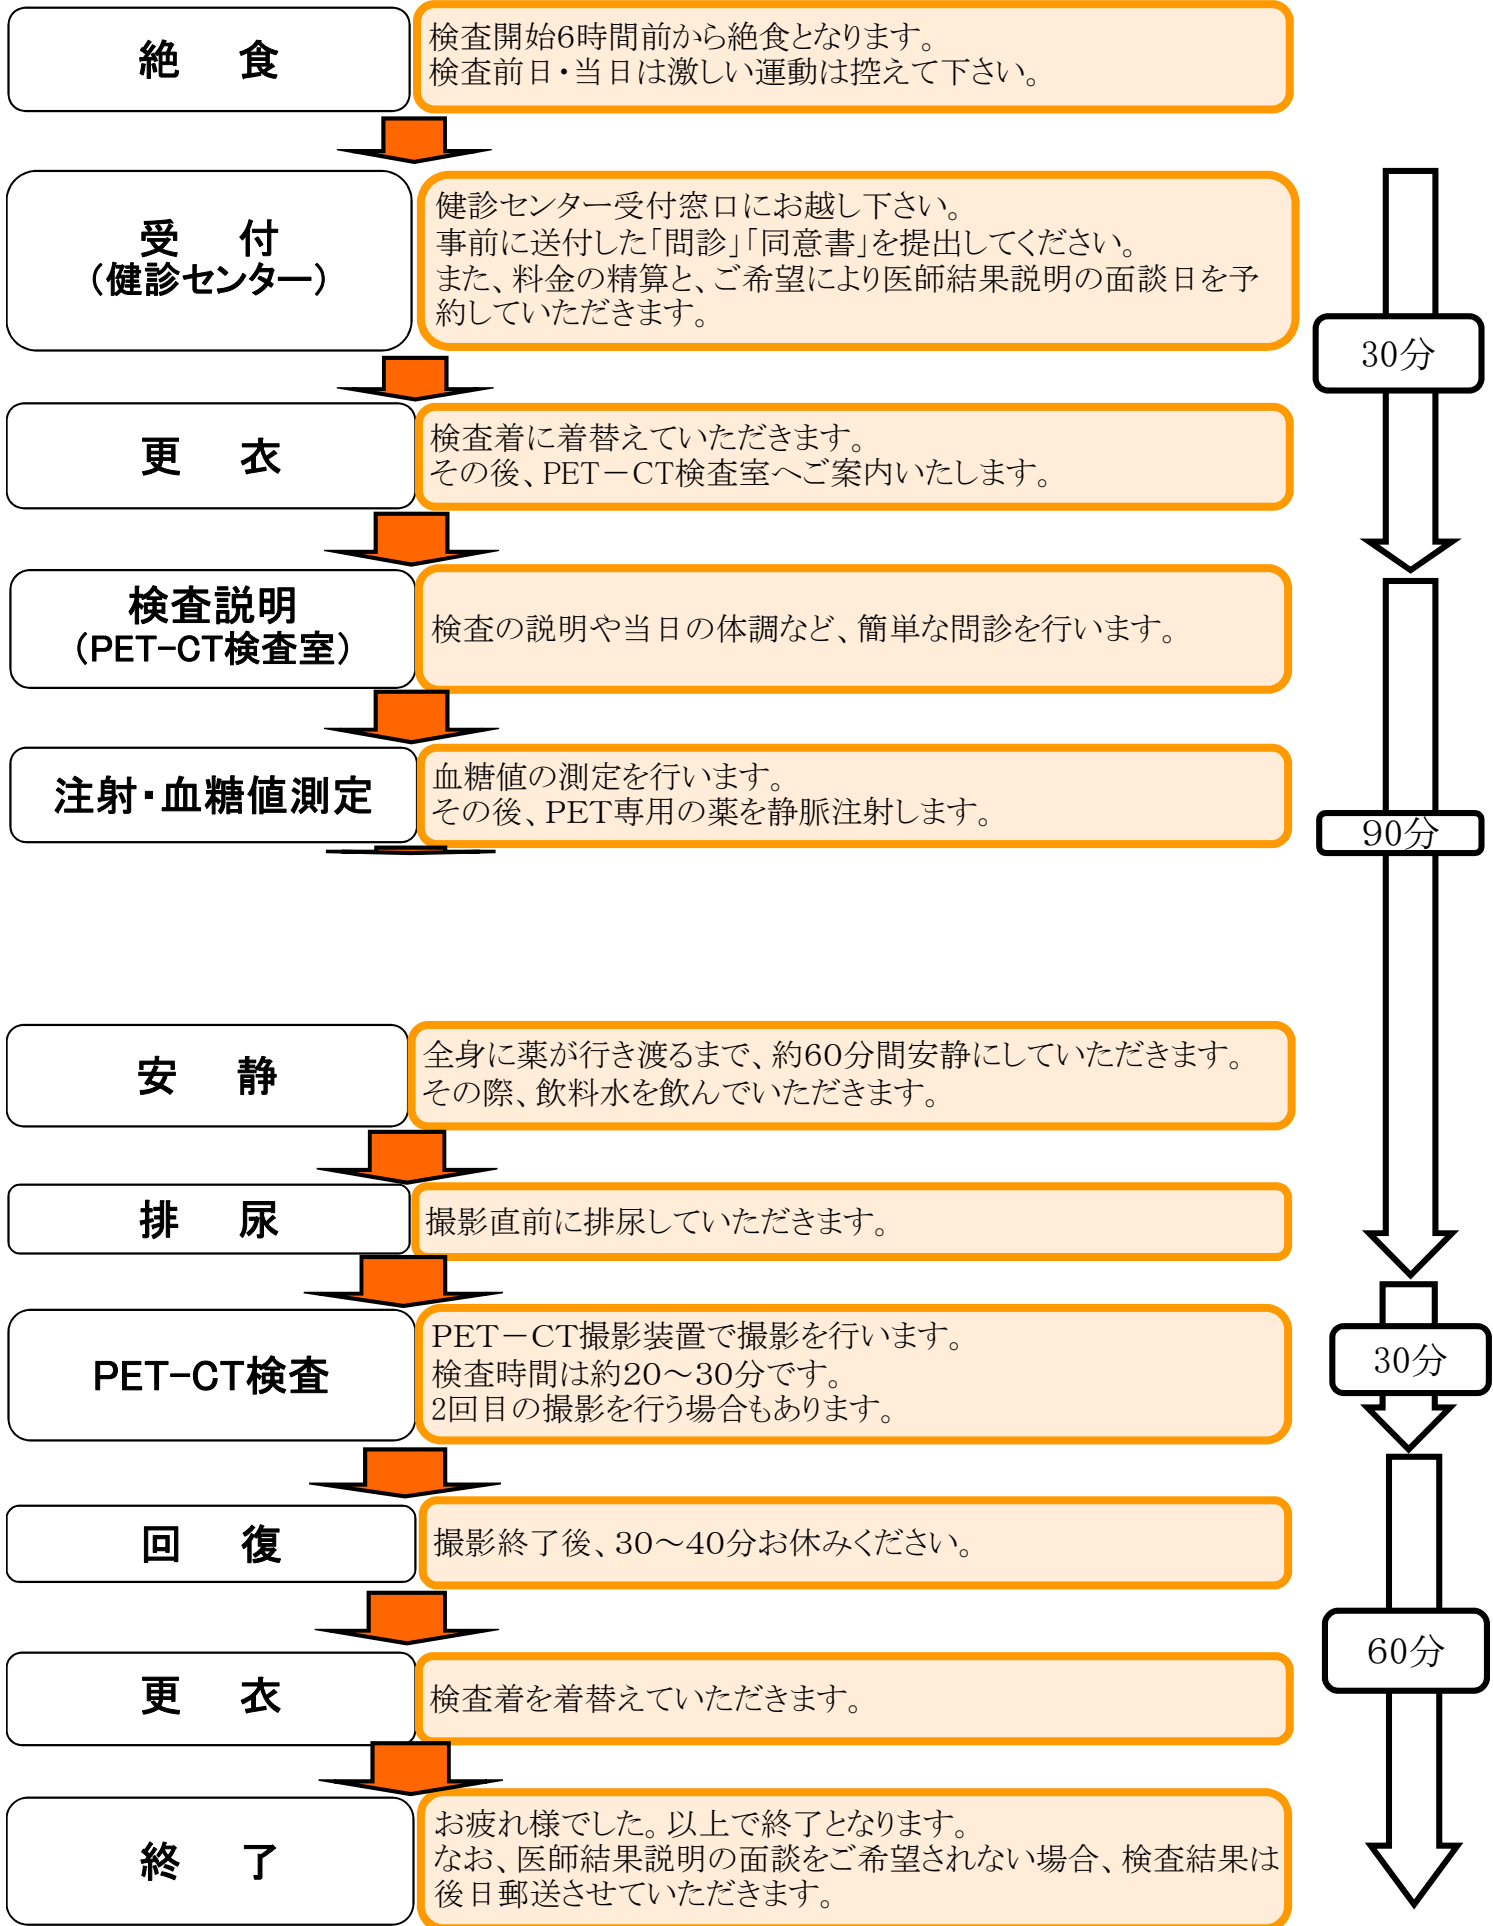 絶　食
検査開始6時間前から絶食となります。
検査前日・当日は激しい運動は控えて下さい。
受　付
（健診センター）
健診センター受付窓口にお越し下さい。
事前に送付した「問診」「同意書」を提出してください。
また、料金の精算と、ご希望により医師結果説明の面談日を予
約していただきます。
30分
更　衣
検査着に着替えていただきます。
その後、PET－CT検査室へご案内いたします。
検査説明
（PET-CT検査室）
検査の説明や当日の体調など、簡単な問診を行います。
注射・血糖値測定
血糖値の測定を行います。
その後、PET専用の薬を静脈注射します。
90分
安　静
全身に薬が行き渡るまで、約60分間安静にしていただきます。
その際、飲料水を飲んでいただきます。
排　尿
撮影直前に排尿していただきます。
PET-CT検査
PET－CT撮影装置で撮影を行います。
検査時間は約20～30分です。
2回目の撮影を行う場合もあります。
30分
回　復
撮影終了後、30～40分お休みください。
60分
更　衣
検査着を着替えていただきます。
終　了
お疲れ様でした。以上で終了となります。
なお、医師結果説明の面談をご希望されない場合、検査結果は
後日郵送させていただきます。